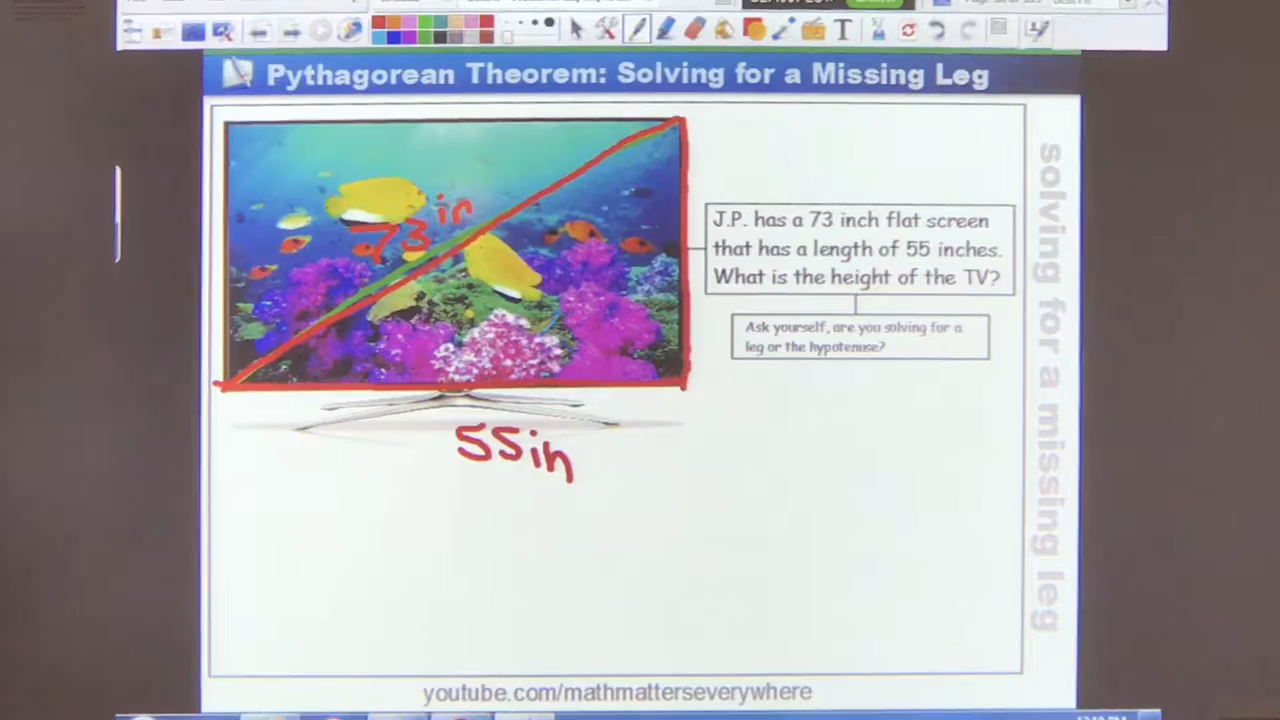 Pythagorean Theorem: Solving for a Missing Leg
73 in
J.P. has a 73 inch flat screen
that has a length of 55 inches.
What is the height of the TV?
Ask yourself, are you solving for a
leg or the hypotenuse?
55in
solving for a missing leg
youtube.com/mathmatterseverywhere